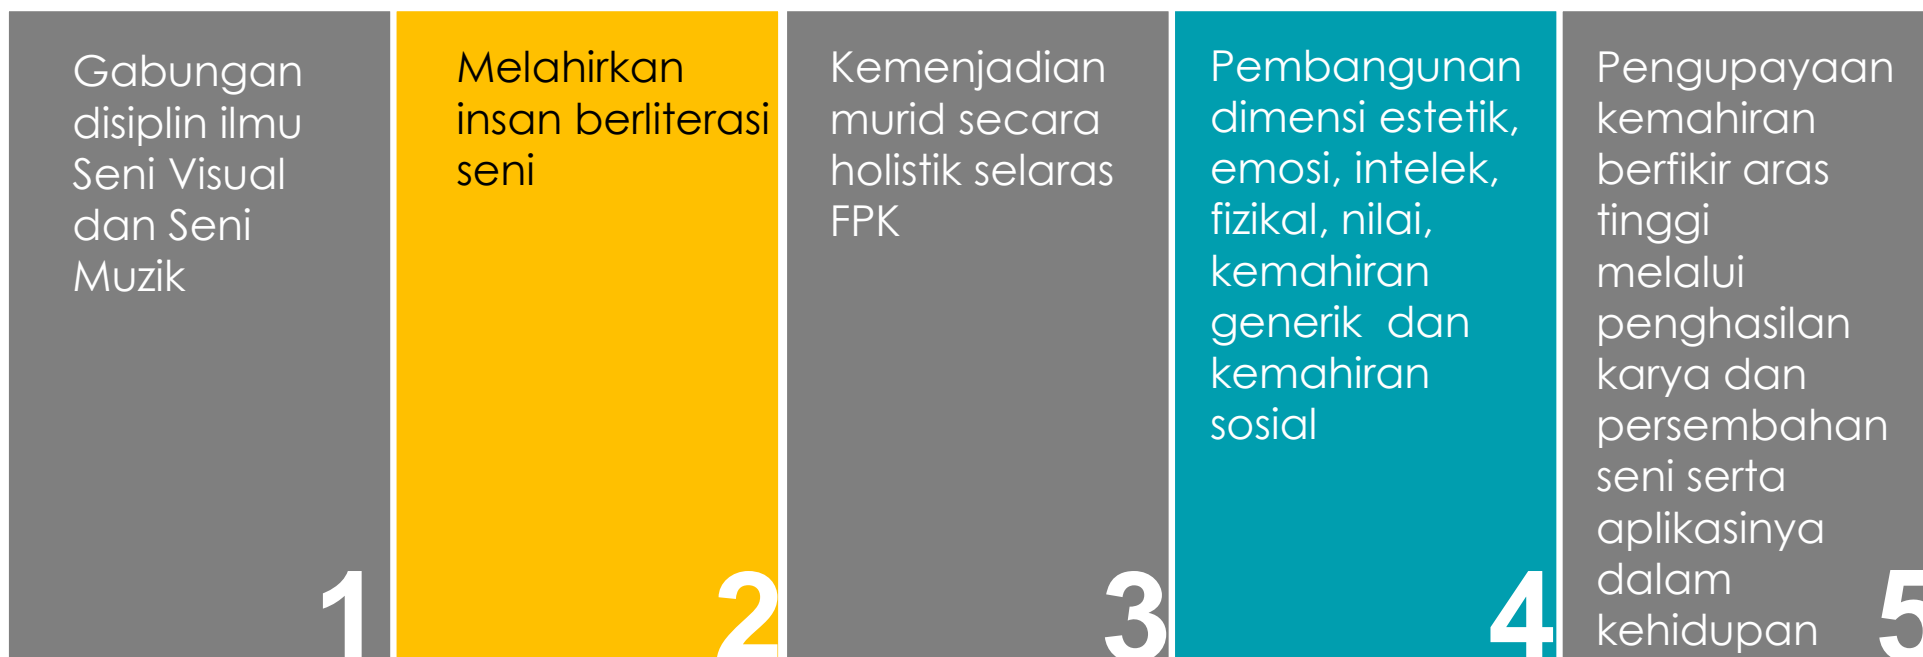 Gabungan
disiplin ilmu
Seni Visual
dan Seni
Muzik
1
Melahirkan
insan berliterasi
seni
2
Kemenjadian
murid secara
holistik selaras
FPK
3
Pembangunan
dimensi estetik,
emosi, intelek,
fizikal, nilai,
kemahiran
generik dan
kemahiran
sosial
4
Pengupayaan
kemahiran
berfikir aras
tinggi
melalui
penghasilan
karya dan
persembahan
seni serta
aplikasinya
dalam
kehidupan
5